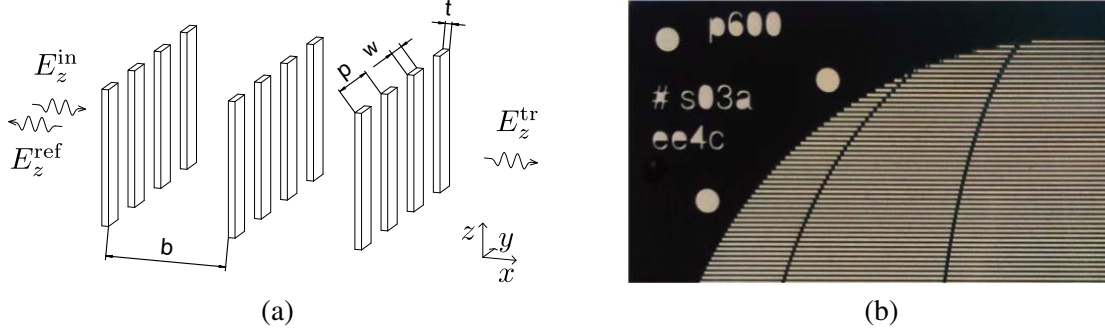 E_z^in
E_z^ref
b
p
w
t
E_z^tr
z
y
x
p600
# s03a
ee4c
(a)
(b)